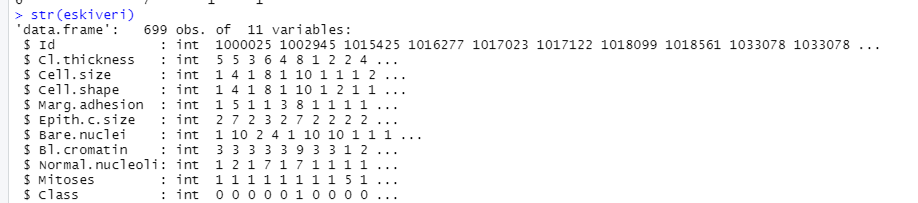 > str(eskiveri)
'data.frame':   699 obs. of  11 variables:
 $ Id             : int  1000025 1002945 1015425 1016277 1017023 1017122 1018099 1018561 1033078 1033078 ...
 $ Cl.thickness   : int  5 5 3 6 4 8 1 2 2 4 ...
 $ Cell.size      : int  1 4 1 8 1 10 1 1 1 2 ...
 $ Cell.shape     : int  1 4 1 8 1 10 1 2 1 1 ...
 $ Marg.adhesion  : int  1 5 1 1 3 8 1 1 1 1 ...
 $ Epith.c.size   : int  2 7 2 3 2 7 2 2 2 2 ...
 $ Bare.nuclei    : int  1 10 2 4 1 10 10 1 1 1 ...
 $ Bl.cromatin    : int  3 3 3 3 3 9 3 3 1 2 ...
 $ Normal.nucleoli: int  1 2 1 7 1 7 1 1 1 1 ...
 $ Mitoses        : int  1 1 1 1 1 1 1 1 5 1 ...
 $ Class          : int  0 0 0 0 0 1 0 0 0 0 ...